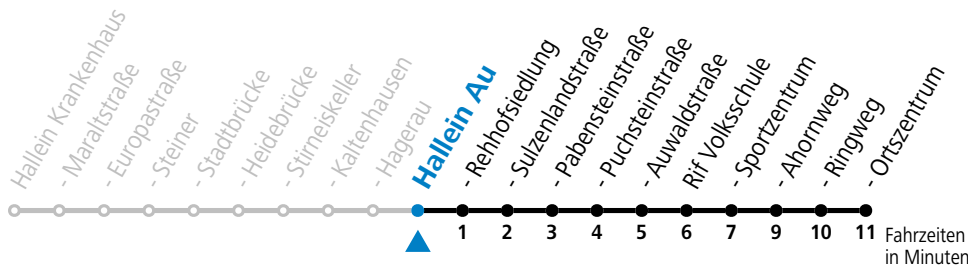 Hallein Krankenhaus
- Maraltstraße
- Europastraße
- Steiner
- Stadtbrücke
- Heidebrücke
- Stirneiskeller
- Kaltenhausen
- Haggerau
Hallein Au
- Rehhofsiedlung
- Sulzenlandstraße
- Pabensteinstraße
- Puchsteinstraße
- Auwaldstraße
Rif Volksschule
- Sportzentrum
- Ahornweg
- Ringweg
- Ortszentrum
1 2 3 4 5 6 7 9 10 11 Fahrzeiten
in Minuten